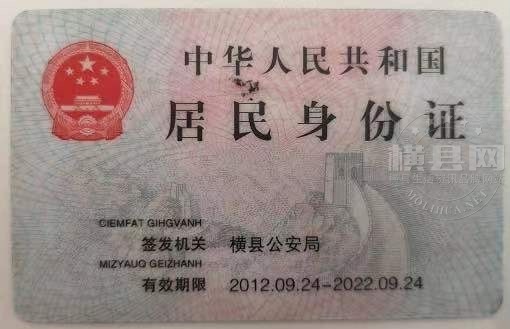 中华人民共和国
居民身份证
横县网
CIEMFAT GIHGVANH
签发机关 横县公安局
MIZYAUQ GEIZHANH
有效期限 2012.09.24-2022.09.24